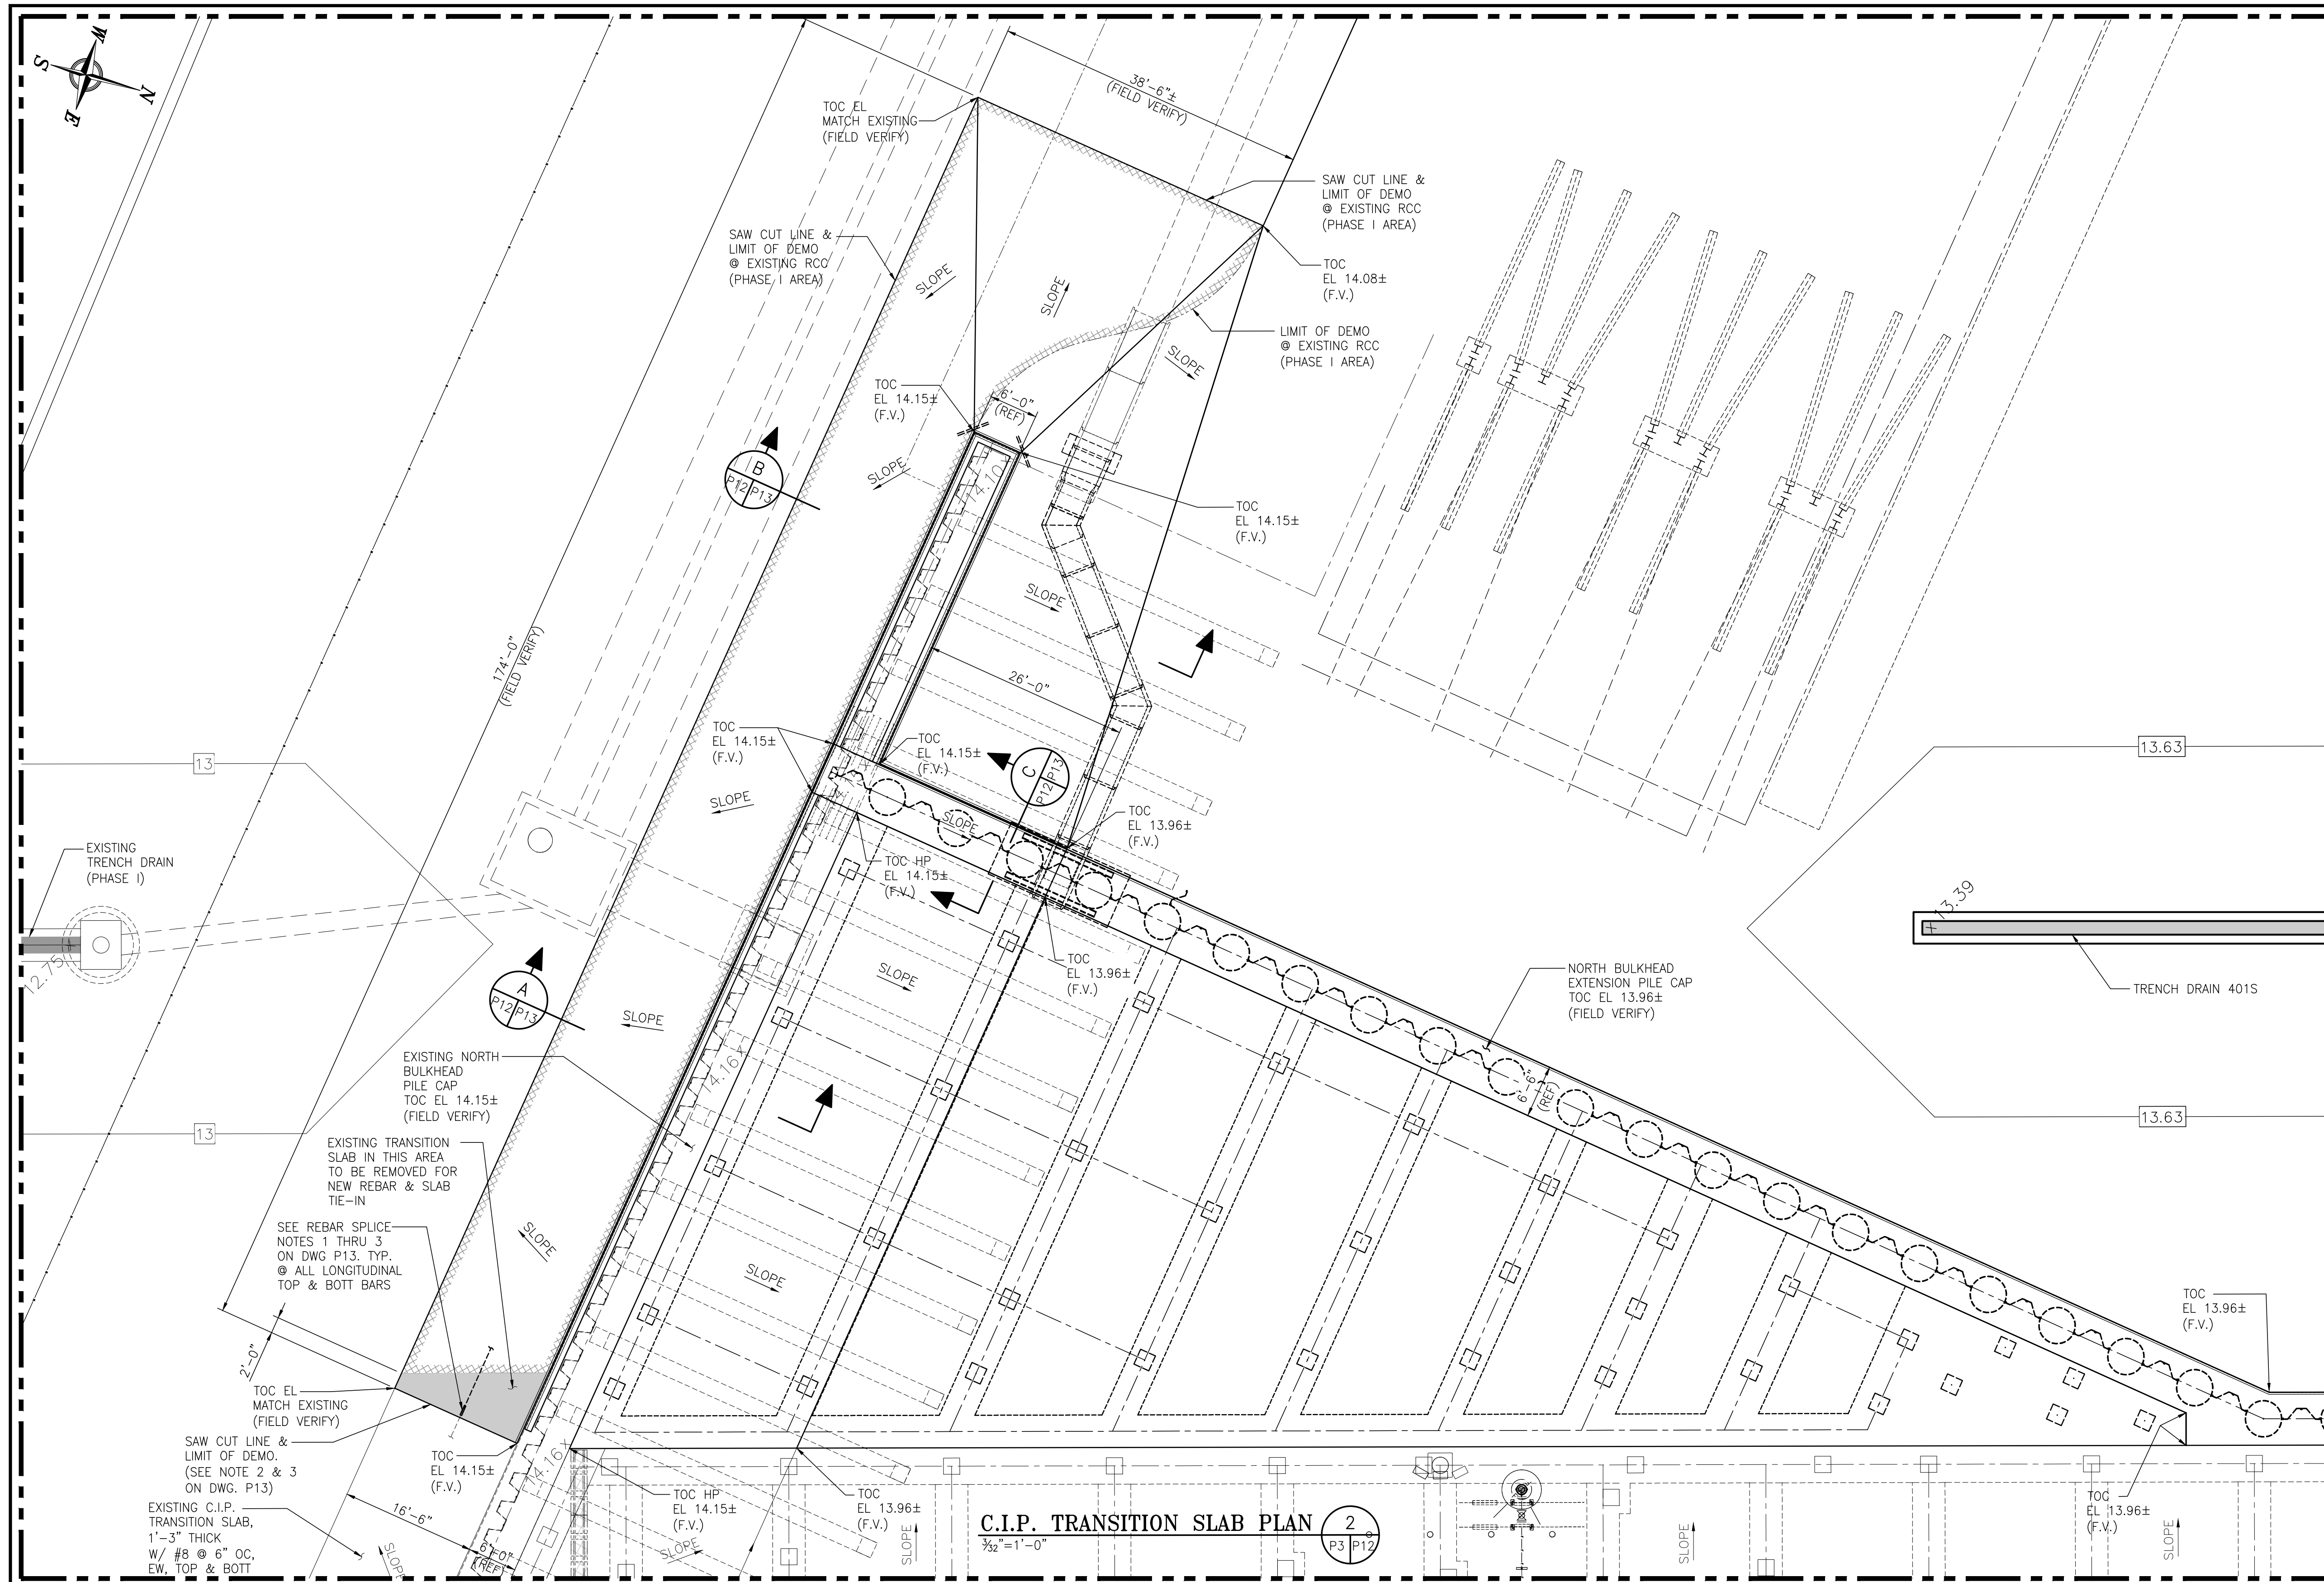 W
S
N
E
38'-6"±
(FIELD VERIFY)
TOC EL
MATCH EXISTING
(FIELD VERIFY)
SAW CUT LINE &
LIMIT OF DEMO
@ EXISTING RCC
(PHASE I AREA)
SAW CUT LINE &
LIMIT OF DEMO
@ EXISTING RCC
(PHASE I AREA)
SLOPE
SLOPE
TOC
EL 14.08±
(F.V.)
LIMIT OF DEMO
@ EXISTING RCC
(PHASE I AREA)
SLOPE
TOC
EL 14.15±
(F.V.)
6'-0"
(REF)
B
P12 P13
SLOPE
14.10
TOC
EL 14.15±
(F.V.)
SLOPE
174'-0"
(FIELD VERIFY)
26'-0"
TOC
EL 14.15±
(F.V.)
TOC
EL 14.15±
(F.V.)
C
P12 P13
13
13.63
SLOPE
SLOPE
TOC
EL 13.96±
(F.V.)
TOC HP
EL 14.15±
(F.V.)
EXISTING
TRENCH DRAIN
(PHASE I)
12.75
13.39
TRENCH DRAIN 401S
TOC
EL 13.96±
(F.V.)
SLOPE
NORTH BULKHEAD
EXTENSION PILE CAP
TOC EL 13.96±
(FIELD VERIFY)
A
P12 P13
SLOPE
EXISTING NORTH
BULKHEAD
PILE CAP
TOC EL 14.15±
(FIELD VERIFY)
14.16
6'-6"
(REF)
13
13.63
EXISTING TRANSITION
SLAB IN THIS AREA
TO BE REMOVED FOR
NEW REBAR & SLAB
TIE-IN
SEE REBAR SPLICE
NOTES 1 THRU 3
ON DWG P13. TYP.
@ ALL LONGITUDINAL
TOP & BOTT BARS
SLOPE
SLOPE
TOC
EL 13.96±
(F.V.)
2'-0"
TOC EL
MATCH EXISTING
(FIELD VERIFY)
SAW CUT LINE &
LIMIT OF DEMO.
(SEE NOTE 2 & 3
ON DWG. P13)
TOC
EL 14.15±
(F.V.)
14.16
EXISTING C.I.P.
TRANSITION SLAB,
1'-3" THICK
W/ #8 @ 6" OC,
EW, TOP & BOTT
16'-6"
6'-0"
(REF)
SLOPE
TOC HP
EL 14.15±
(F.V.)
SLOPE
TOC
EL 13.96±
(F.V.)
SLOPE
C.I.P. TRANSITION SLAB PLAN
3/32"=1'-0"
2
P3 P12
SLOPE
TOC
EL 13.96±
(F.V.)
SLOPE